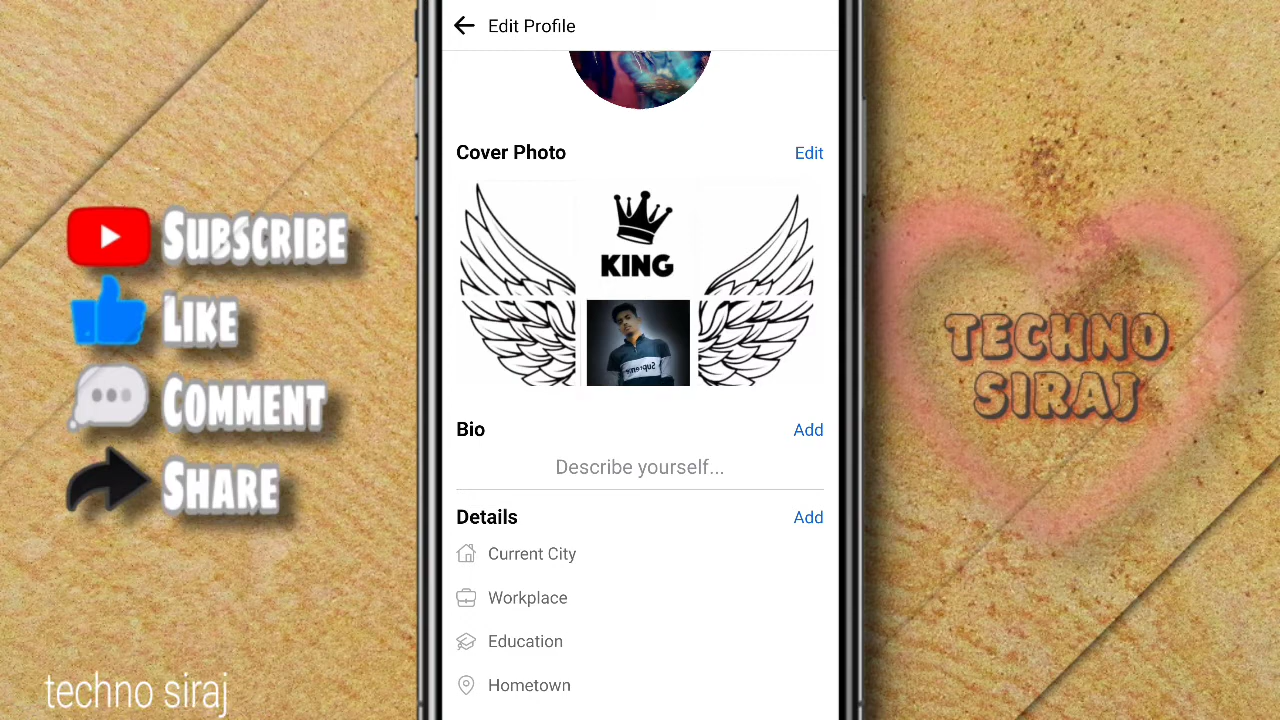 Edit Profile
Cover Photo
Edit
KING
Supreme
Bio
Add
Describe yourself...
Details
Add
Current City
Workplace
Education
Hometown
SUBSCRIBE
LIKE
COMMENT
SHARE
techno siraj
TECHNO
SIRAJ